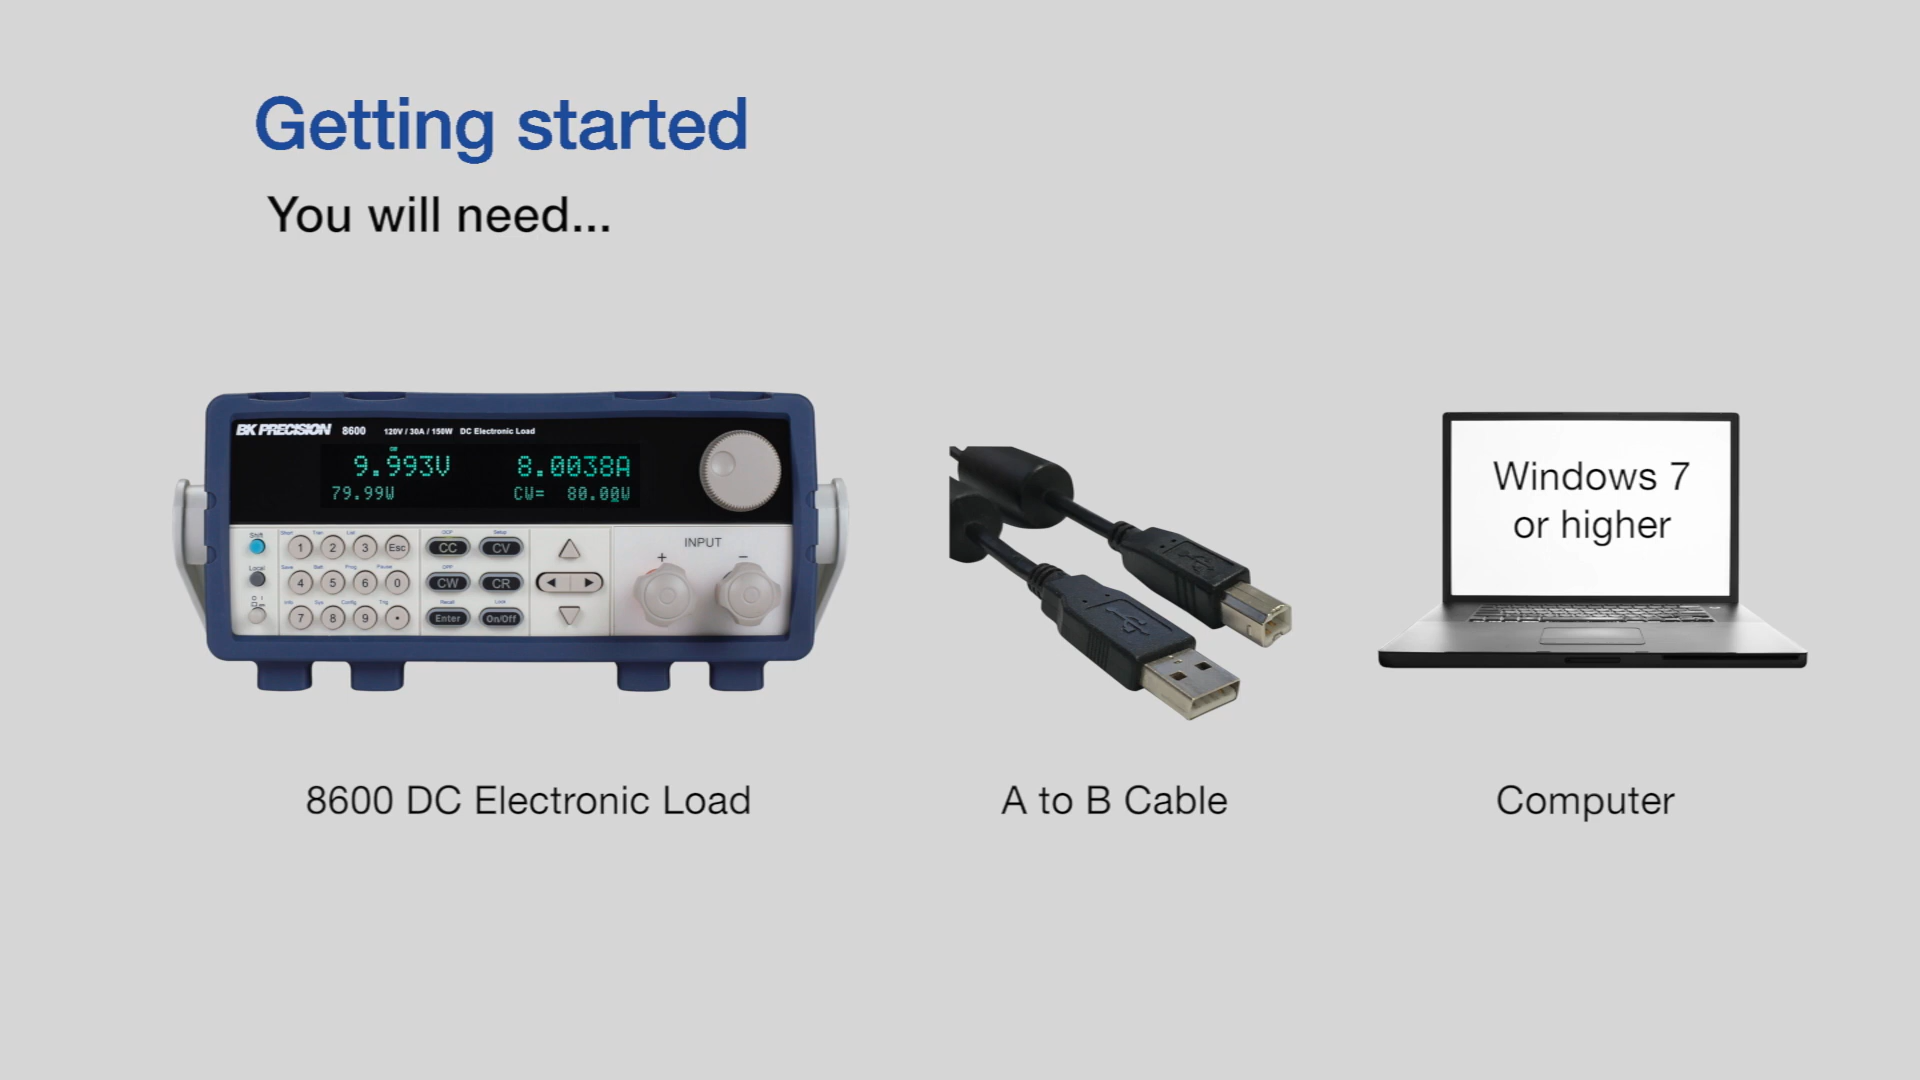 Getting started
You will need...
BK PRECISION 8600 120V / 30A / 150W DC Electronic Load
9.993V 8.0038A
79.99W CW= 80.00W
INPUT
+ −
Shift
1 2 3 Esc CC CV
Local
4 5 6 0 CW CR
7 8 9 • Enter On/Off
Windows 7
or higher
8600 DC Electronic Load
A to B Cable
Computer